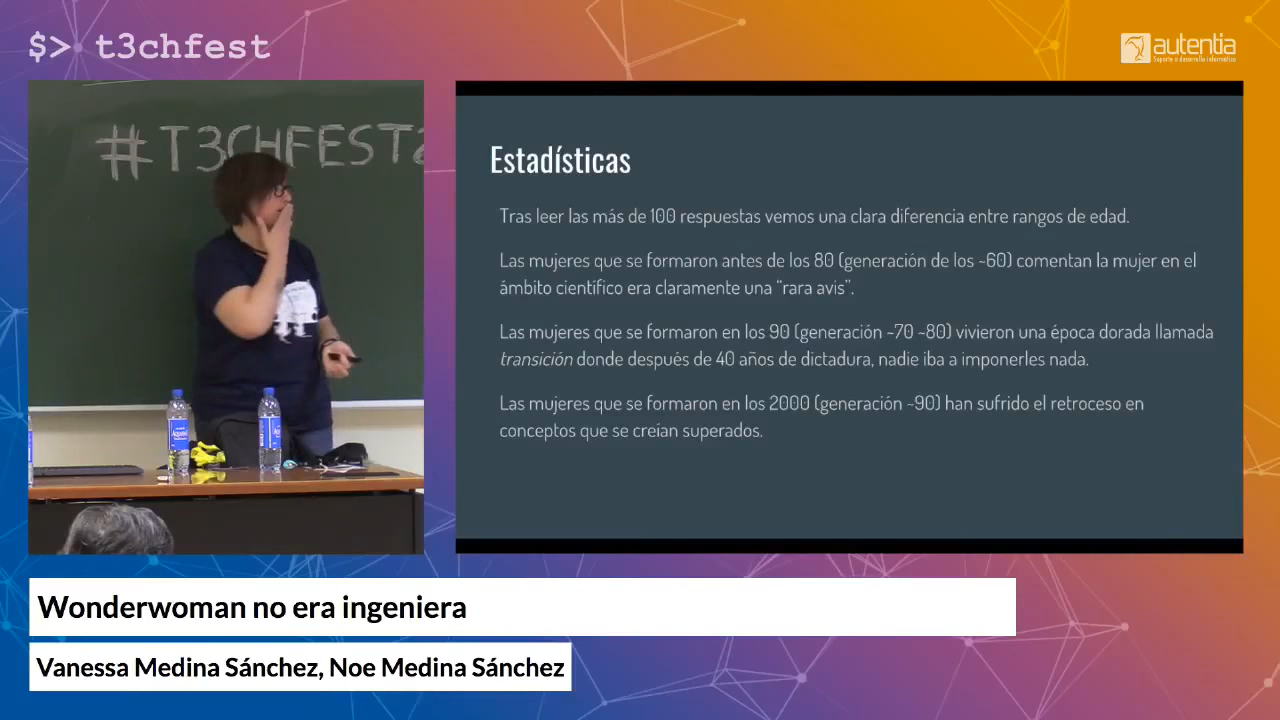 $> t3chfest
autentia
Soporte a desarrollo informático
#T3CHFEST2
Estadísticas
Tras leer las más de 100 respuestas vemos una clara diferencia entre rangos de edad.
Las mujeres que se formaron antes de los 80 (generación de los ~60) comentan la mujer en el
ámbito científico era claramente una “rara avis”.
Las mujeres que se formaron en los 90 (generación ~70 ~80) vivieron una época dorada llamada
transición donde después de 40 años de dictadura, nadie iba a imponerles nada.
Las mujeres que se formaron en los 2000 (generación ~90) han sufrido el retroceso en
conceptos que se creían superados.
Wonderwoman no era ingeniera
Vanessa Medina Sánchez, Noe Medina Sánchez